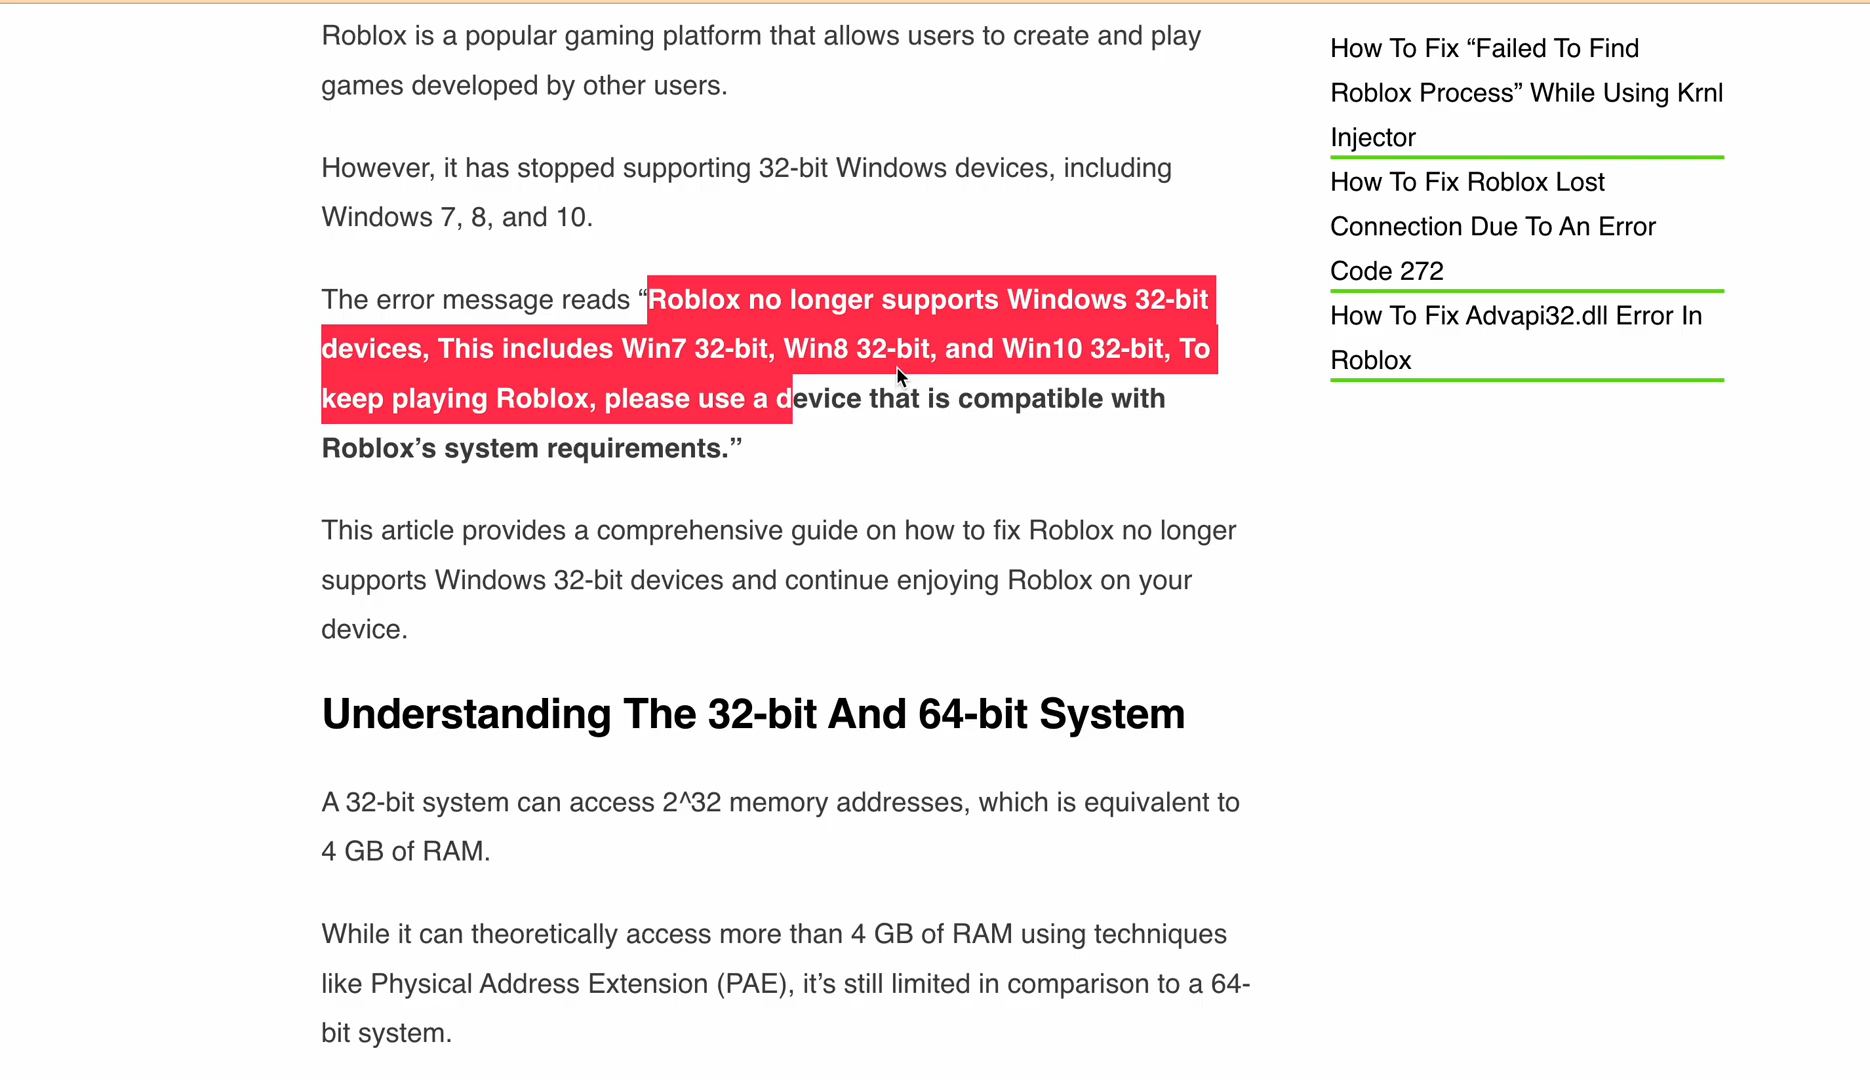 Roblox is a popular gaming platform that allows users to create and play
games developed by other users.
However, it has stopped supporting 32-bit Windows devices, including
Windows 7, 8, and 10.
The error message reads “Roblox no longer supports Windows 32-bit
devices, This includes Win7 32-bit, Win8 32-bit, and Win10 32-bit, To
keep playing Roblox, please use a device that is compatible with
Roblox’s system requirements.”
This article provides a comprehensive guide on how to fix Roblox no longer
supports Windows 32-bit devices and continue enjoying Roblox on your
device.
Understanding The 32-bit And 64-bit System
A 32-bit system can access 2^32 memory addresses, which is equivalent to
4 GB of RAM.
While it can theoretically access more than 4 GB of RAM using techniques
like Physical Address Extension (PAE), it’s still limited in comparison to a 64-
bit system.
How To Fix “Failed To Find
Roblox Process” While Using Krnl
Injector
How To Fix Roblox Lost
Connection Due To An Error
Code 272
How To Fix Advapi32.dll Error In
Roblox